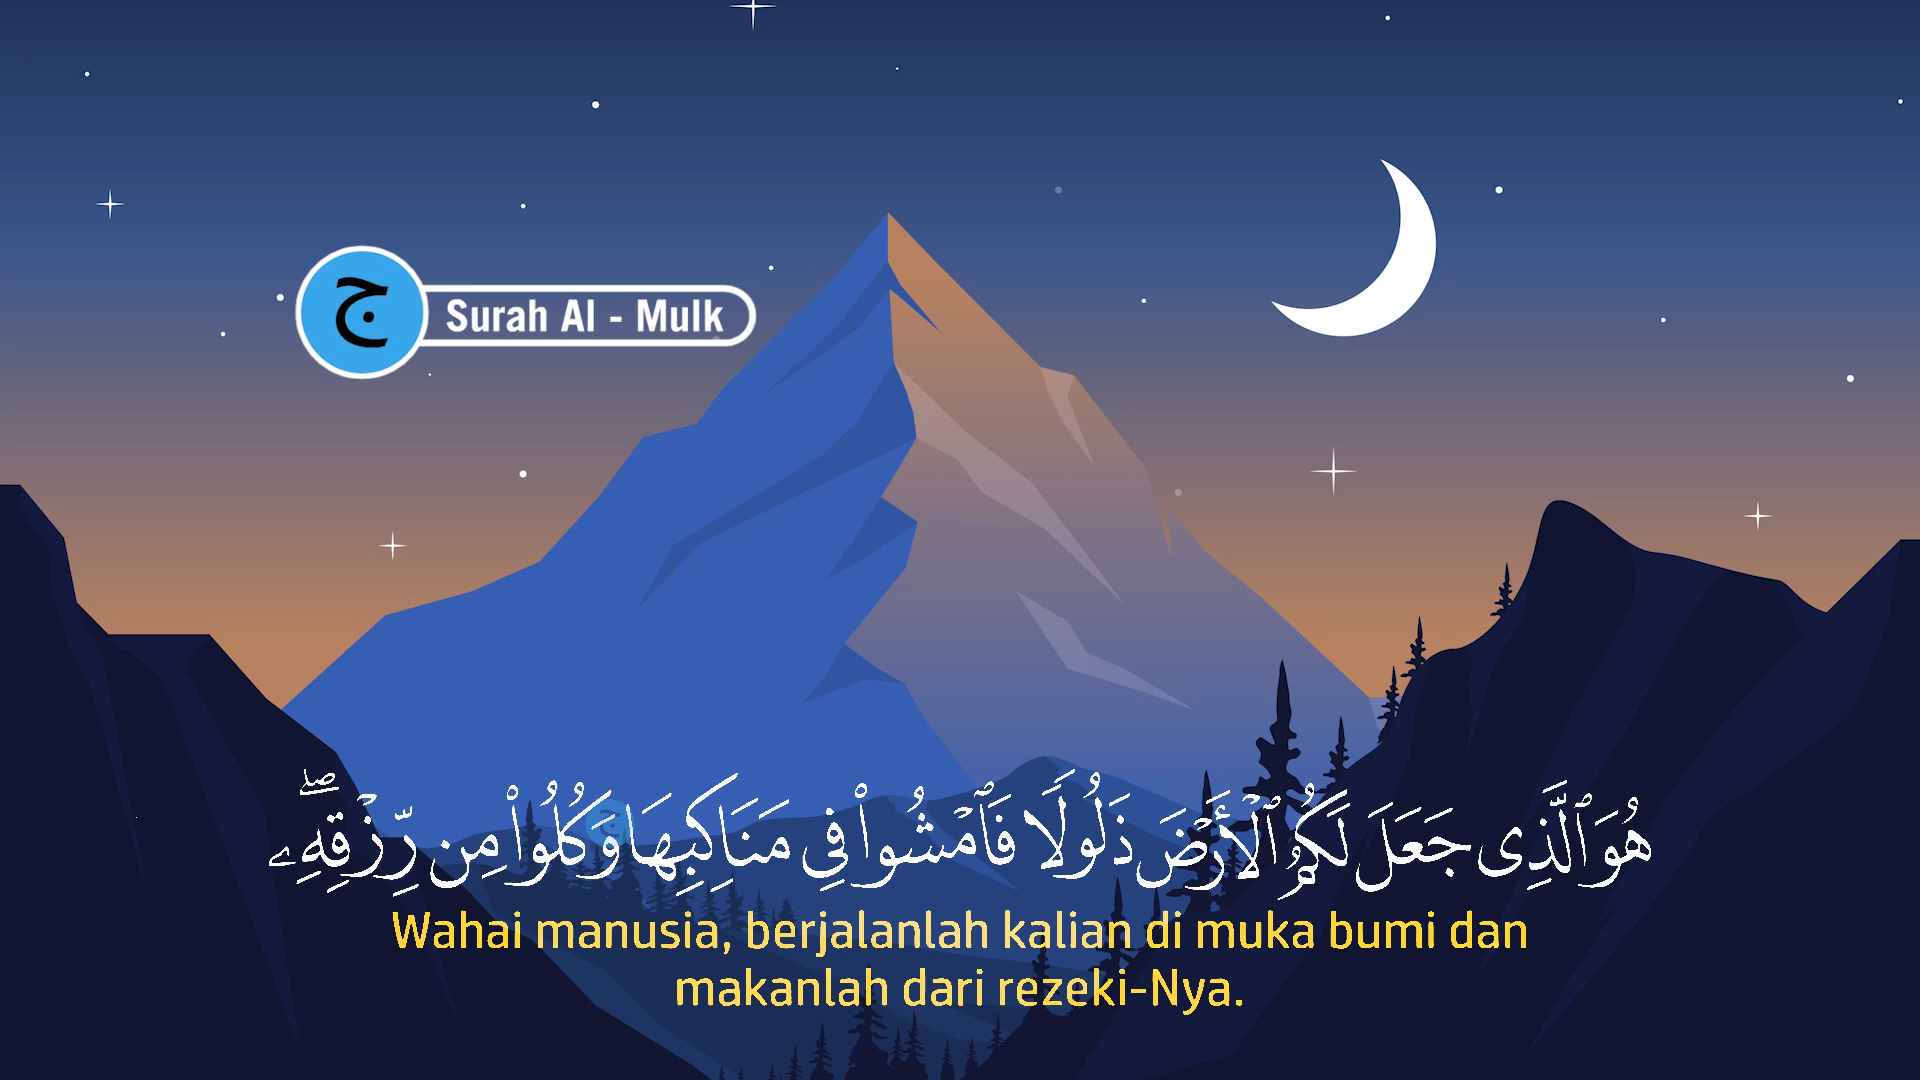 ج
Surah Al - Mulk
هُوَ ٱلَّذِى جَعَلَ لَكُمُ ٱلْأَرْضَ ذَلُولًا فَٱمْشُوا۟ فِى مَنَاكِبِهَا وَكُلُوا۟ مِن رِّزْقِهِۦ ۖ
Wahai manusia, berjalanlah kalian di muka bumi dan
makanlah dari rezeki-Nya.